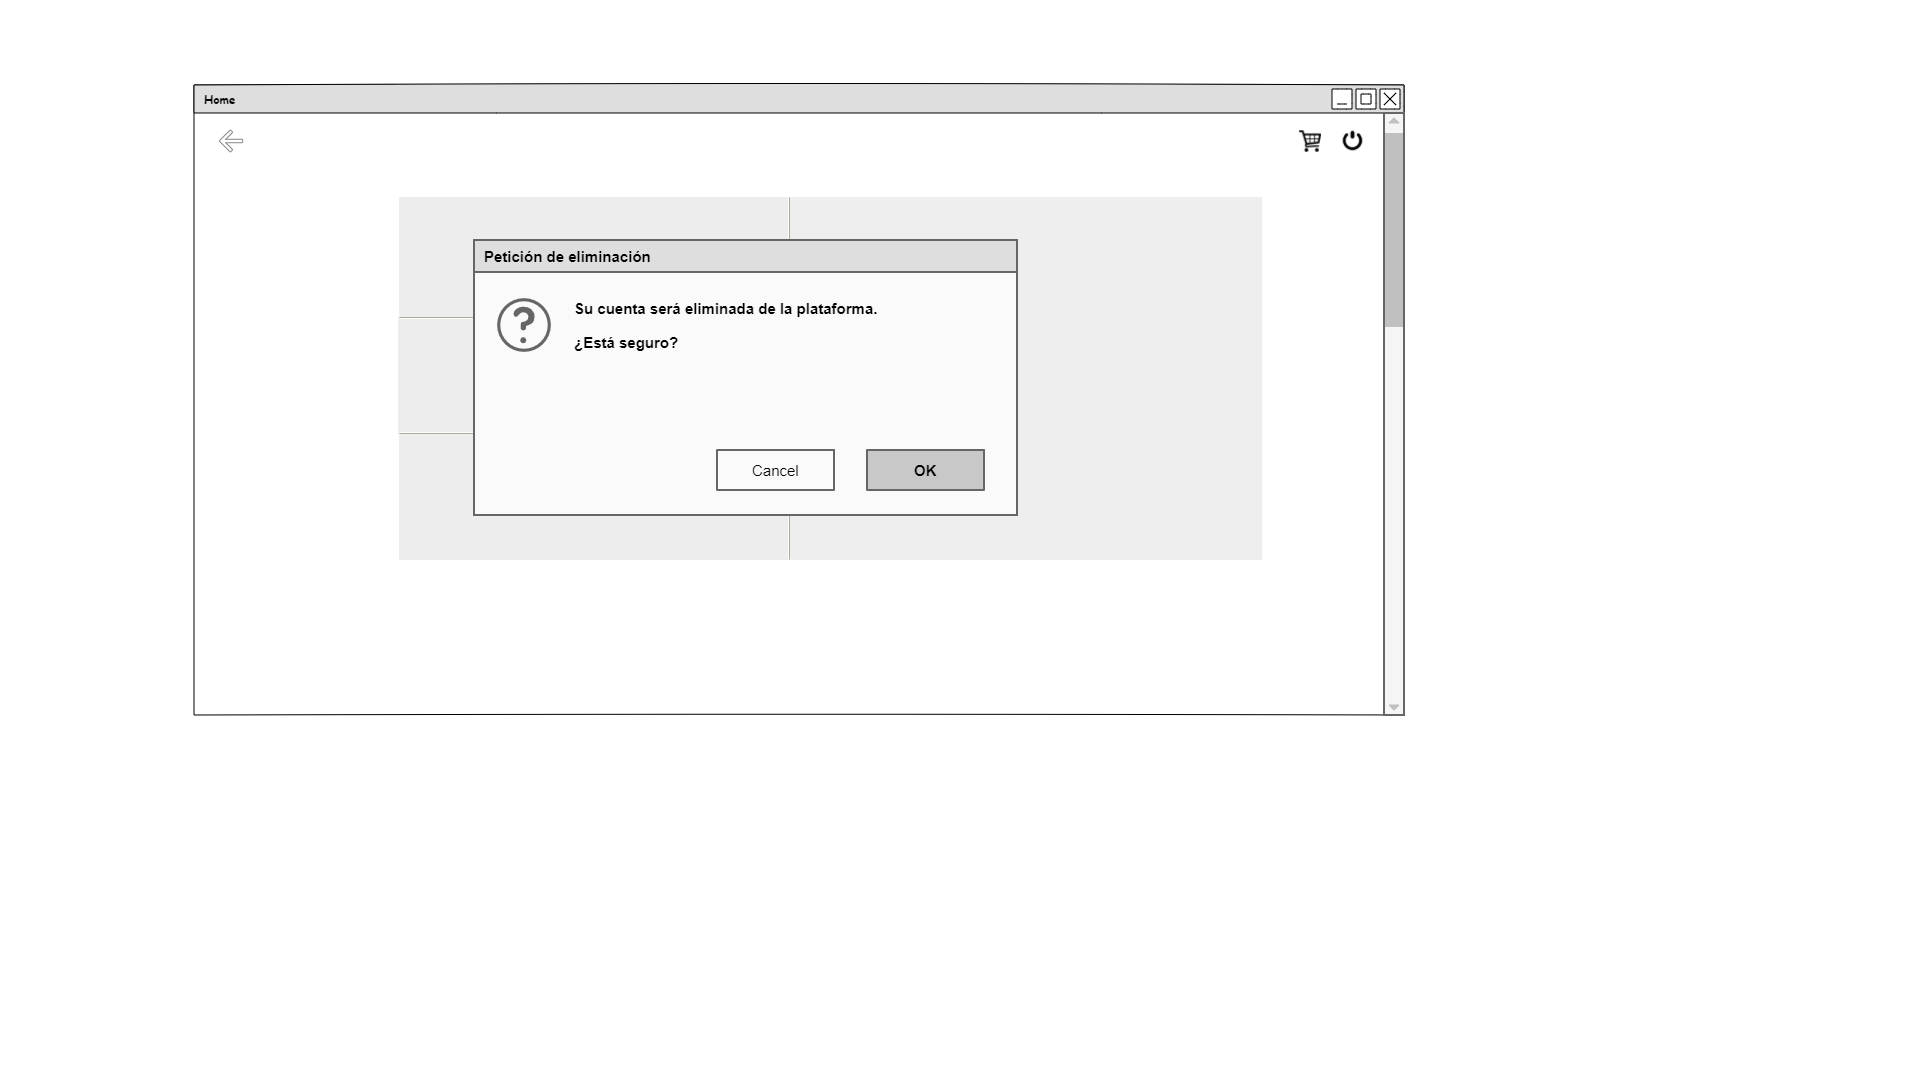 Home
Petición de eliminación
Su cuenta será eliminada de la plataforma.
¿Está seguro?
Cancel
OK